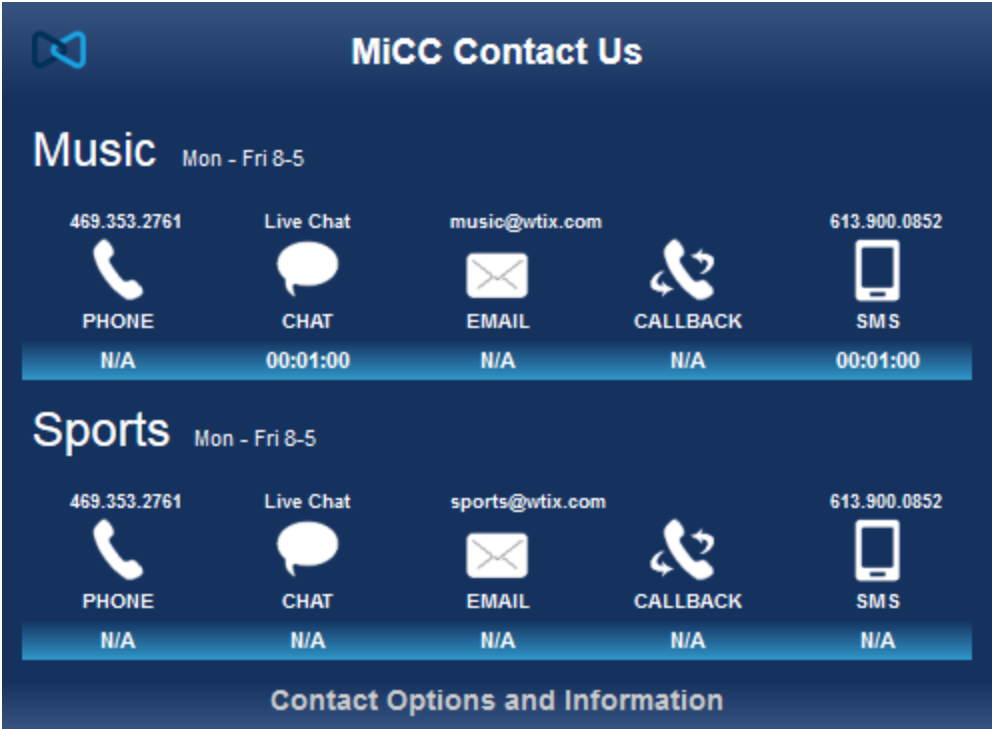 MiCC Contact Us
Music Mon - Fri 8-5
469.353.2761 Live Chat music@wtix.com 613.900.0852
PHONE CHAT EMAIL CALLBACK SMS
N/A 00:01:00 N/A N/A 00:01:00
Sports Mon - Fri 8-5
469.353.2761 Live Chat sports@wtix.com 613.900.0852
PHONE CHAT EMAIL CALLBACK SMS
N/A N/A N/A N/A N/A
Contact Options and Information